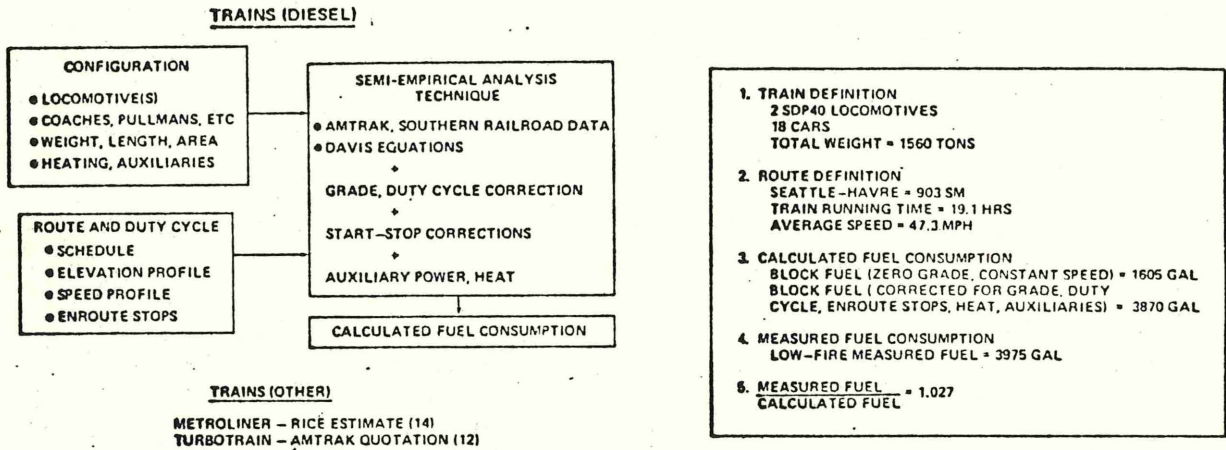 TRAINS (DIESEL)
CONFIGURATION
● LOCOMOTIVE(S)
● COACHES, PULLMANS, ETC
● WEIGHT, LENGTH, AREA
● HEATING, AUXILIARIES
ROUTE AND DUTY CYCLE
● SCHEDULE
● ELEVATION PROFILE
● SPEED PROFILE
● ENROUTE STOPS
SEMI-EMPIRICAL ANALYSIS
TECHNIQUE
● AMTRAK, SOUTHERN RAILROAD DATA
● DAVIS EQUATIONS
+
GRADE, DUTY CYCLE CORRECTION
+
START-STOP CORRECTIONS
+
AUXILIARY POWER, HEAT
CALCULATED FUEL CONSUMPTION
TRAINS (OTHER)
METROLINER – RICE ESTIMATE (14)
TURBOTRAIN – AMTRAK QUOTATION (12)
1. TRAIN DEFINITION
2 SDP40 LOCOMOTIVES
18 CARS
TOTAL WEIGHT = 1560 TONS
2. ROUTE DEFINITION
SEATTLE-HAVRE = 903 SM
TRAIN RUNNING TIME = 19.1 HRS
AVERAGE SPEED = 47.3 MPH
3. CALCULATED FUEL CONSUMPTION
BLOCK FUEL (ZERO GRADE, CONSTANT SPEED) = 1605 GAL
BLOCK FUEL (CORRECTED FOR GRADE, DUTY
CYCLE, ENROUTE STOPS, HEAT, AUXILIARIES) = 3870 GAL
4. MEASURED FUEL CONSUMPTION
LOW-FIRE MEASURED FUEL = 3975 GAL
5. MEASURED FUEL = 1.027
CALCULATED FUEL